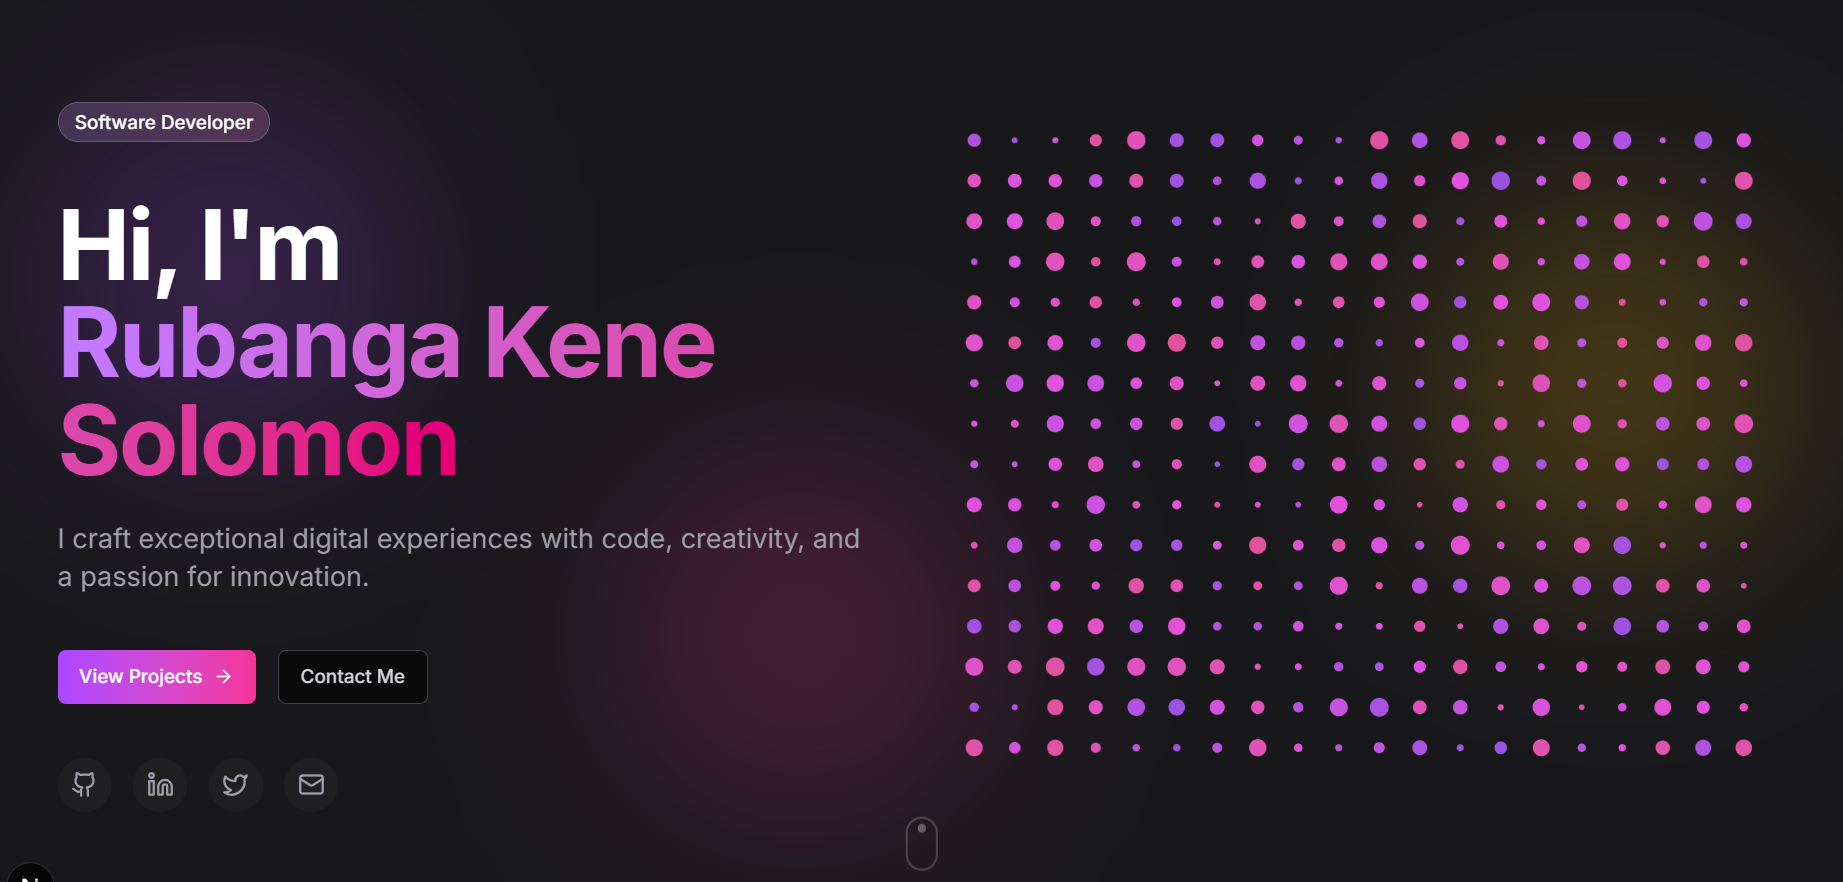 Software Developer
Hi, I'm
Rubanga Kene
Solomon
I craft exceptional digital experiences with code, creativity, and
a passion for innovation.
View Projects →
Contact Me
in